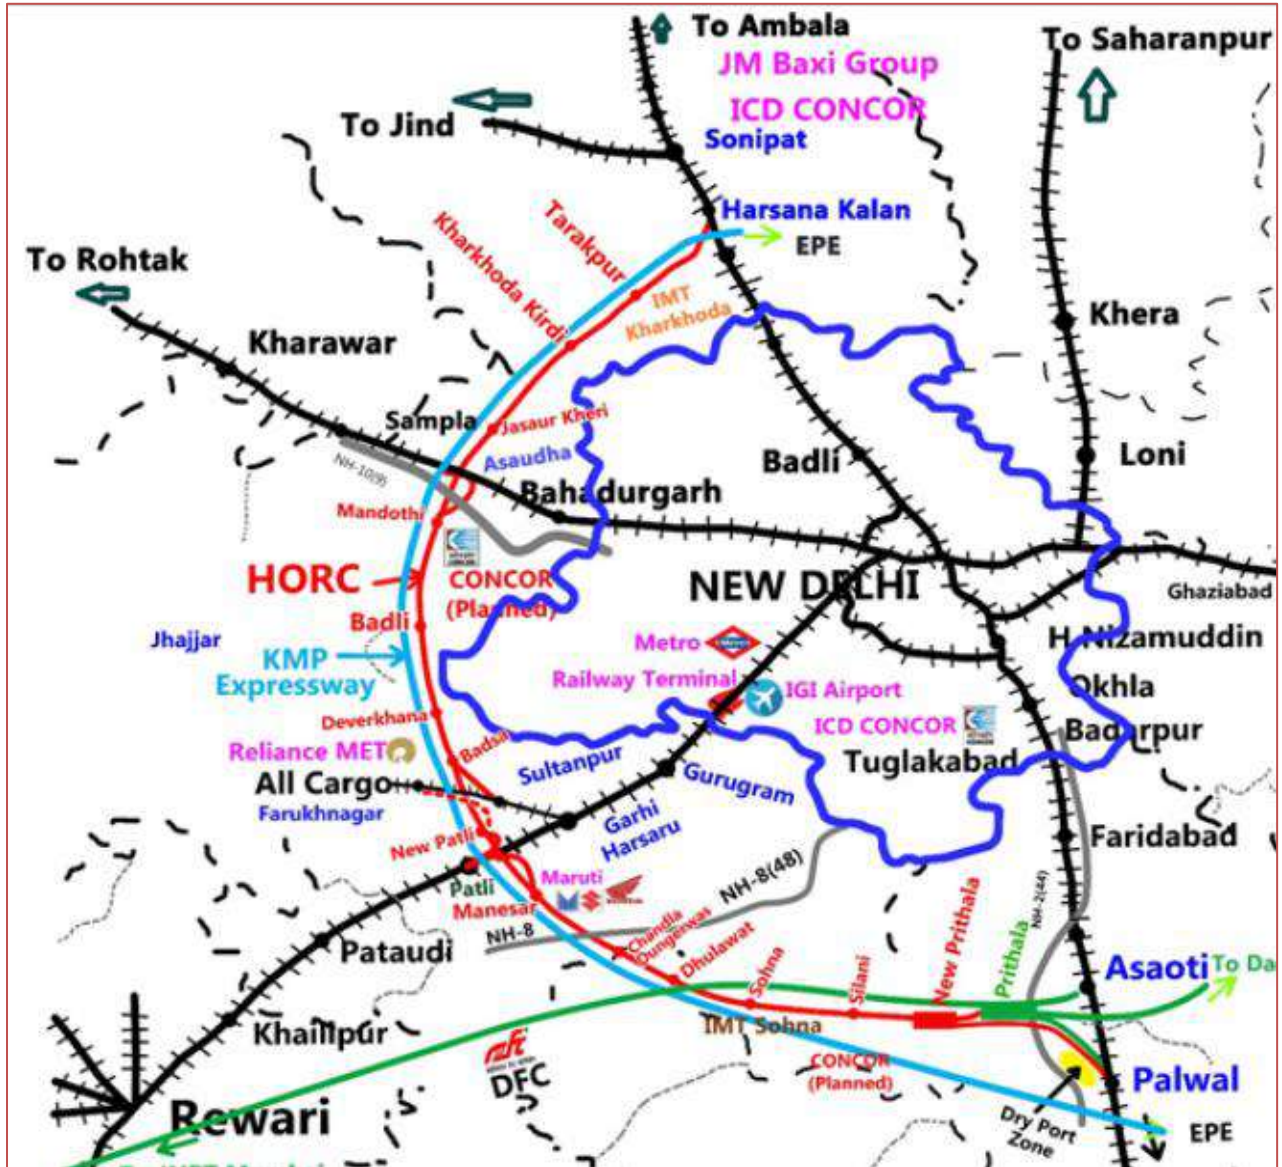 To Ambala
To Saharanpur
JM Baxi Group
ICD CONCOR
To Jind
Sonipat
Harsana Kalan
EPE
Tarakpur
Kharkhoda Kirdi
To Rohtak
IMT
Kharkhoda
Khera
Kharawar
Sampla
Jasaur Kheri
Asaudha
Badli
Loni
NH-10(9)
Bahadurgarh
Mandothi
HORC
CONCOR
(Planned)
NEW DELHI
Ghaziabad
Badli
Jhajjar
KMP
Expressway
Metro
H Nizamuddin
Railway Terminal
IGI Airport
Okhla
Deverkhana
ICD CONCOR
Badarpur
Reliance MET
Badsa
Sultanpur
Tuglakabad
All Cargo
Gurugram
Farukhnagar
Garhi
Harsaru
Faridabad
New Patli
Patli
Maruti
Manesar
NH-8(48)
NH-8
NH-2(44)
Chandla
Dungerwas
Dhulawat
Sohna
Silani
New Prithala
Prithala
Pataudi
Asaoti
To Da
Khalilpur
IMT Sohna
DFC
CONCOR
(Planned)
Palwal
Rewari
Dry Port
Zone
EPE